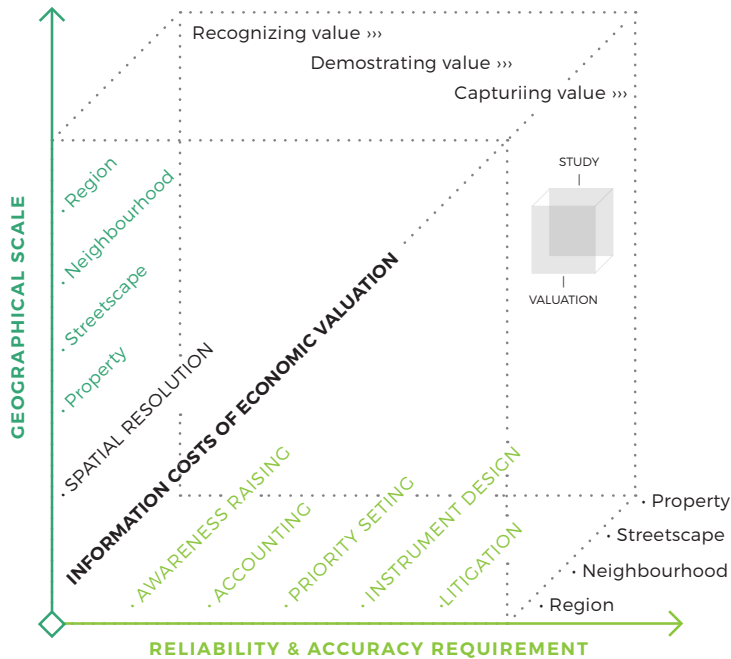 Recognizing value ›››
Demostrating value ›››
Capturiing value ›››
STUDY
VALUATION
GEOGRAPHICAL SCALE
· Region
· Neighbourhood
· Streetscape
· Property
· SPATIAL RESOLUTION
INFORMATION COSTS OF ECONOMIC VALUATION
· AWARENESS RAISING
· ACCOUNTING
· PRIORITY SETING
· INSTRUMENT DESIGN
· LITIGATION
· Property
· Streetscape
· Neighbourhood
· Region
RELIABILITY & ACCURACY REQUIREMENT